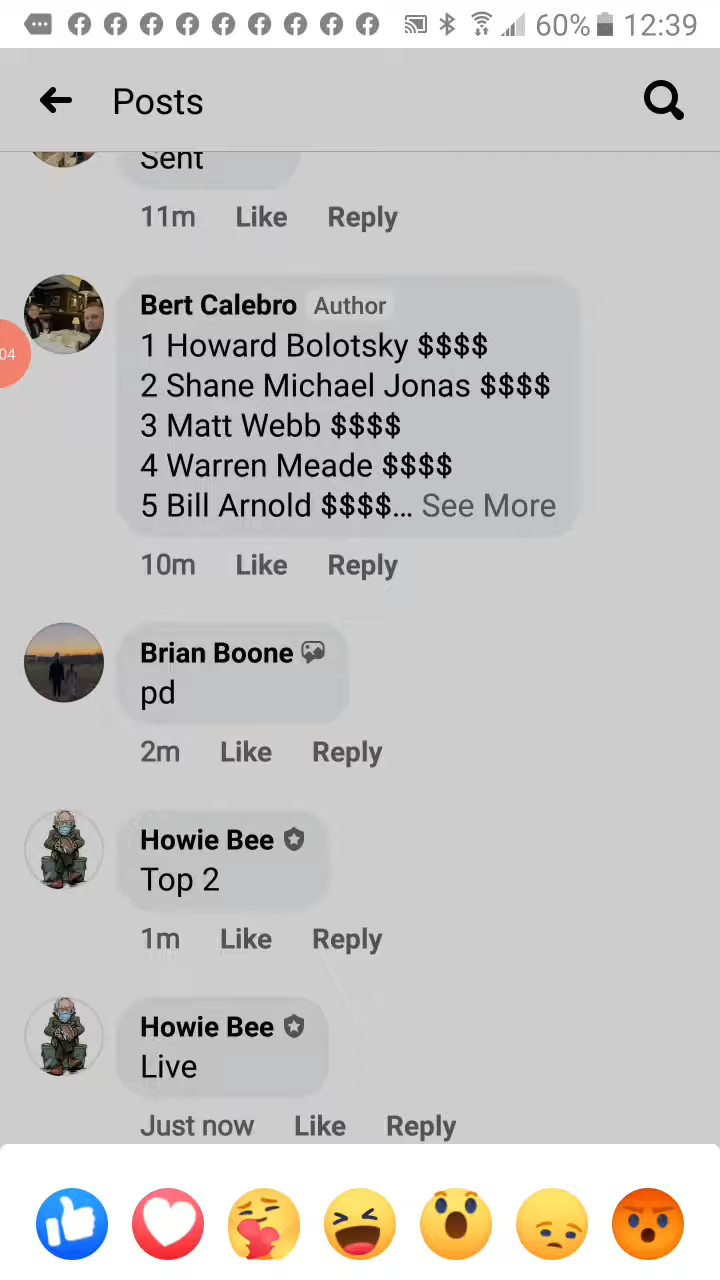 60% 12:39
Posts
Sent
11m Like Reply
04
Bert Calebro Author
1 Howard Bolotsky $$$$
2 Shane Michael Jonas $$$$
3 Matt Webb $$$$
4 Warren Meade $$$$
5 Bill Arnold $$$$... See More
10m Like Reply
Brian Boone
pd
2m Like Reply
Howie Bee
Top 2
1m Like Reply
Howie Bee
Live
Just now Like Reply